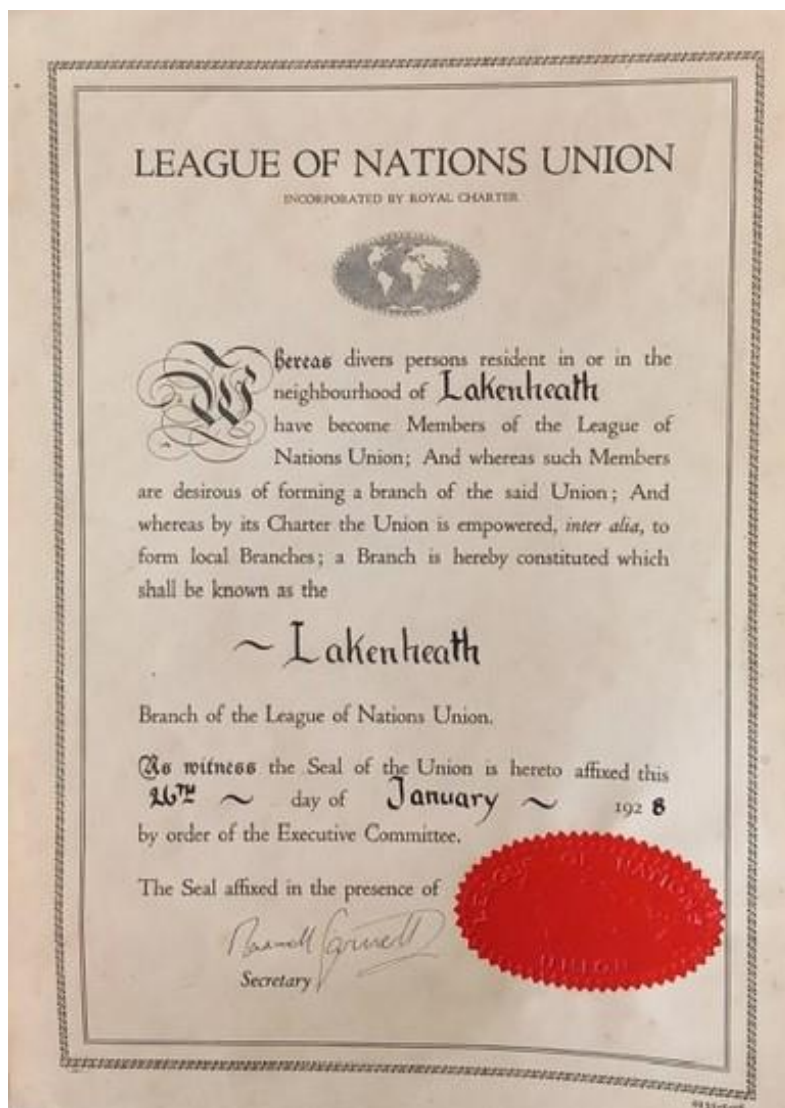 LEAGUE OF NATIONS UNION
INCORPORATED BY ROYAL CHARTER
Whereas divers persons resident in or in the
neighbourhood of Lakenheath
have become Members of the League of
Nations Union; And whereas such Members
are desirous of forming a branch of the said Union; And
whereas by its Charter the Union is empowered, inter alia, to
form local Branches; a Branch is hereby constituted which
shall be known as the
~ Lakenheath
Branch of the League of Nations Union.
As witness the Seal of the Union is hereto affixed this
26TH ~ day of January ~ 1928
by order of the Executive Committee.
The Seal affixed in the presence of
Secretary
LEAGUE OF NATIONS
UNION